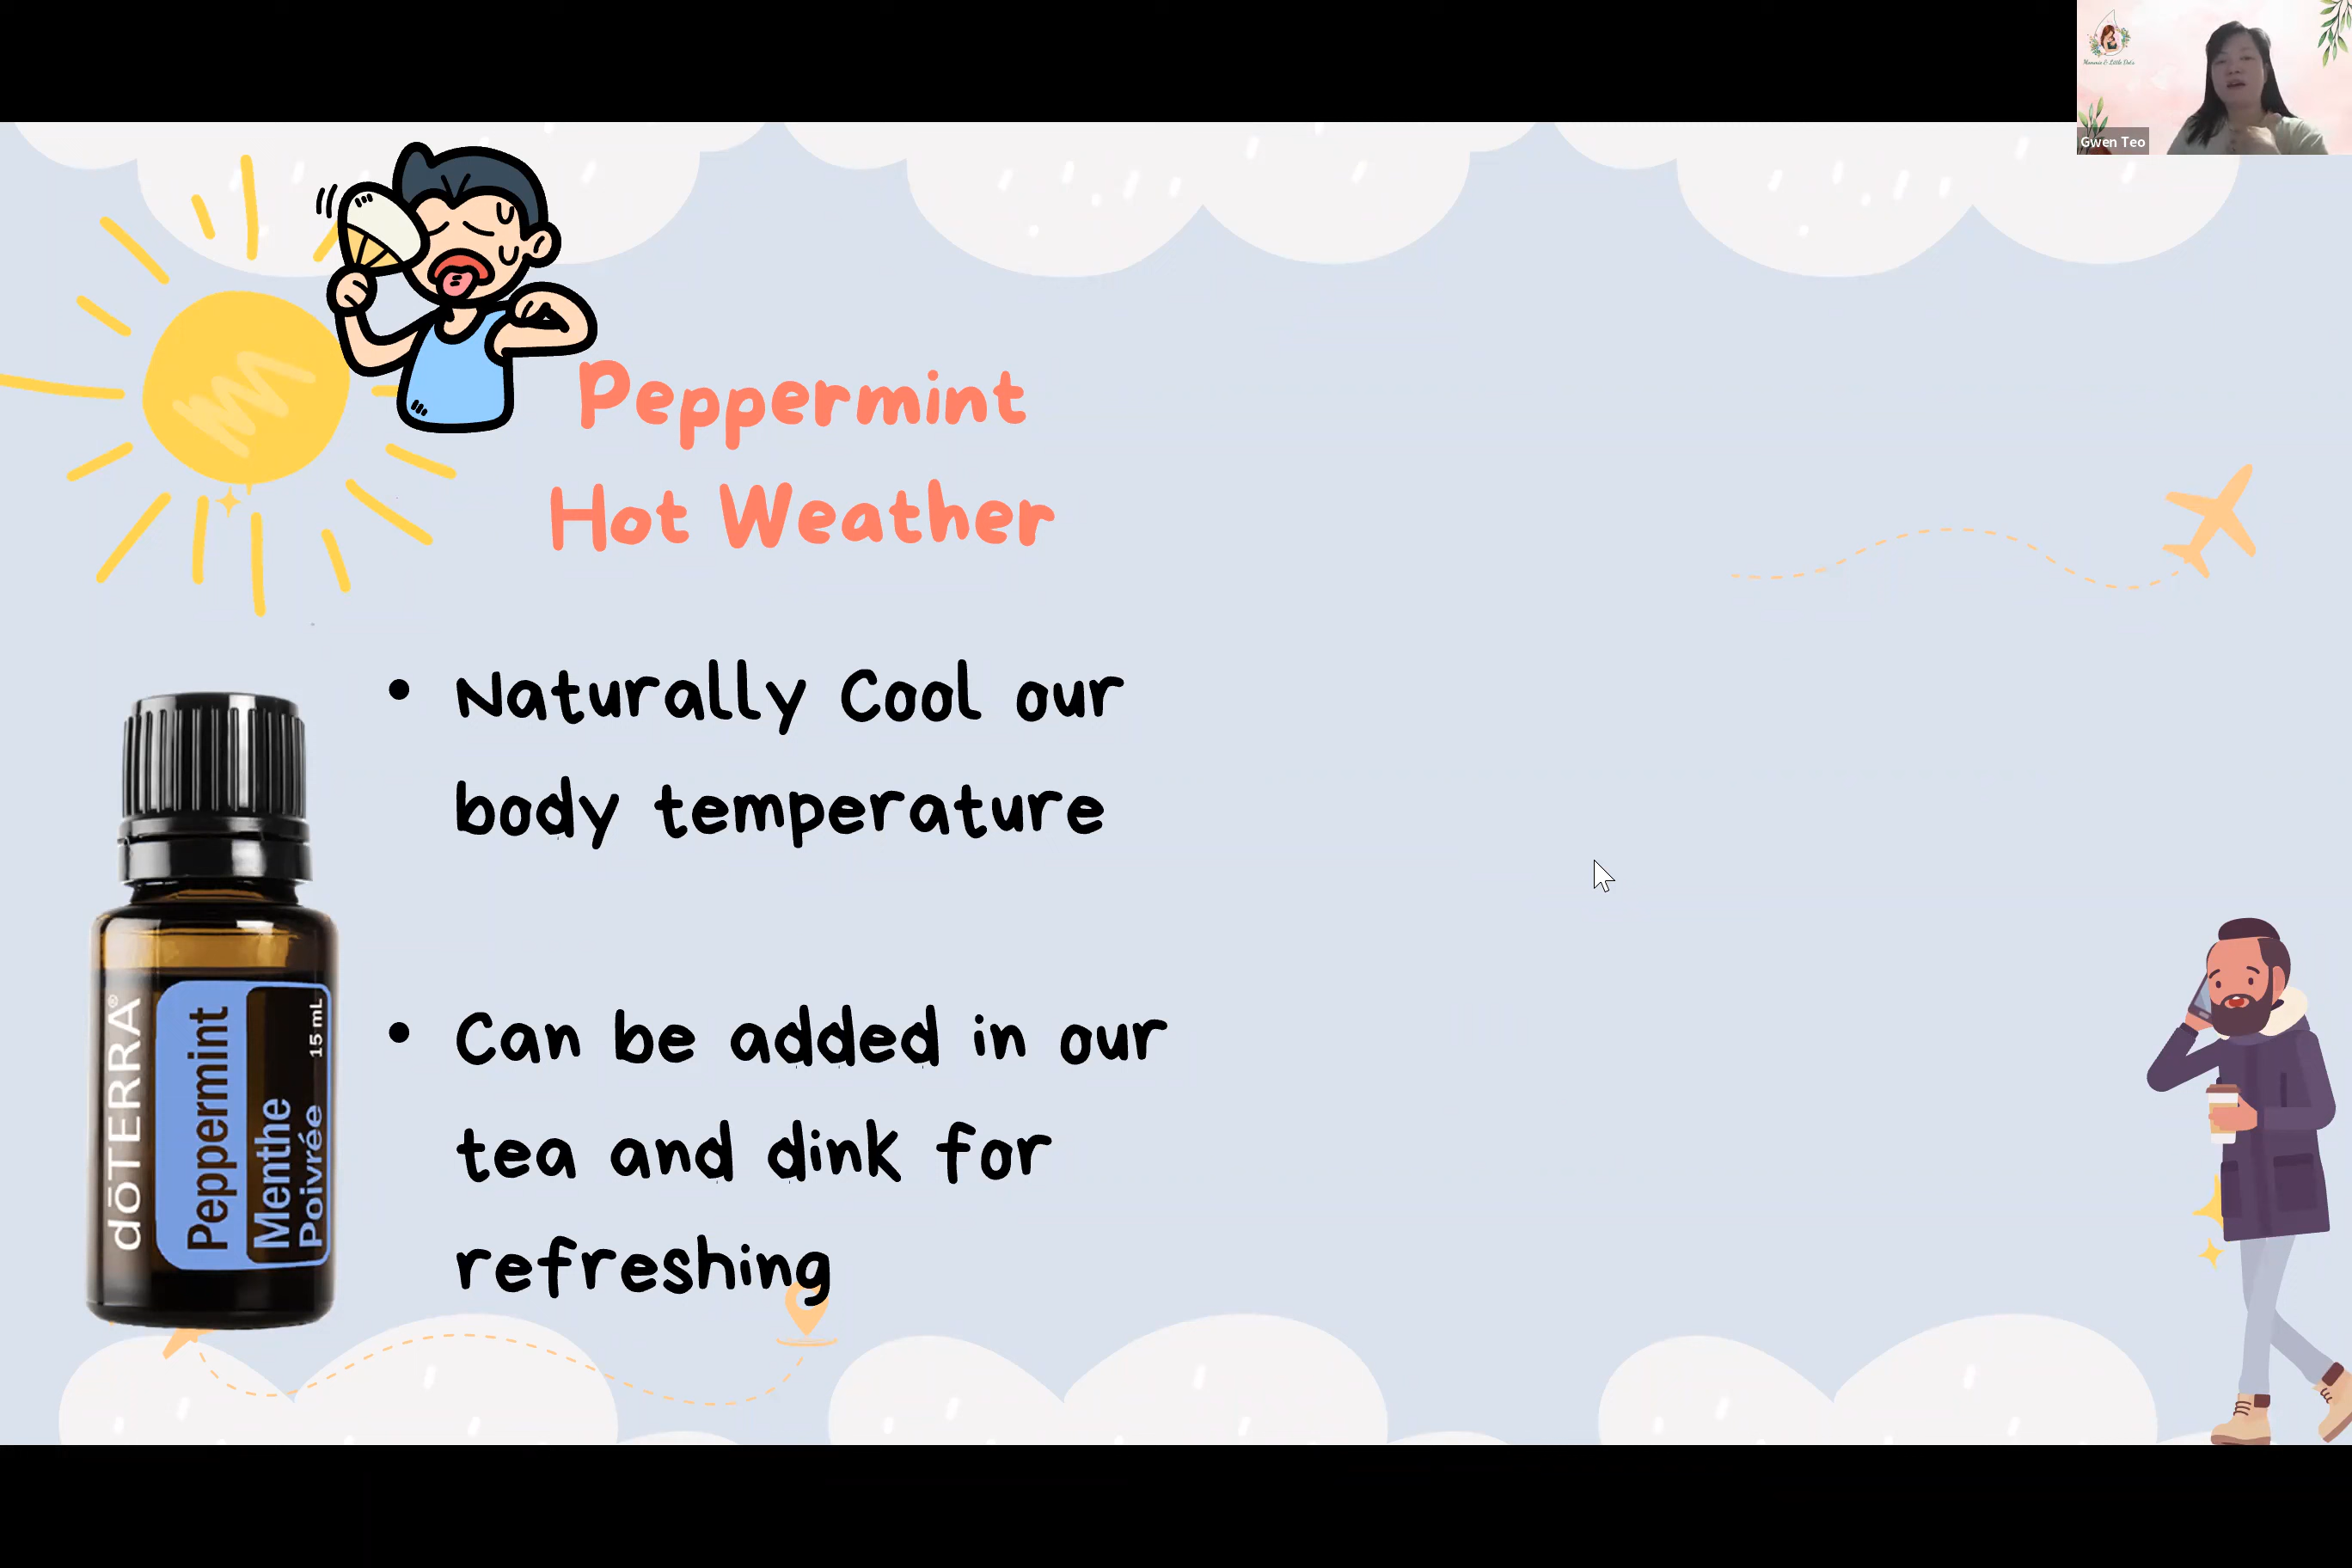 Gwen Teo
Peppermint
Hot Weather
• Naturally Cool our
body temperature
• Can be added in our
tea and dink for
refreshing
dōTERRA®
Peppermint
Menthe
Poivrée
15 mL